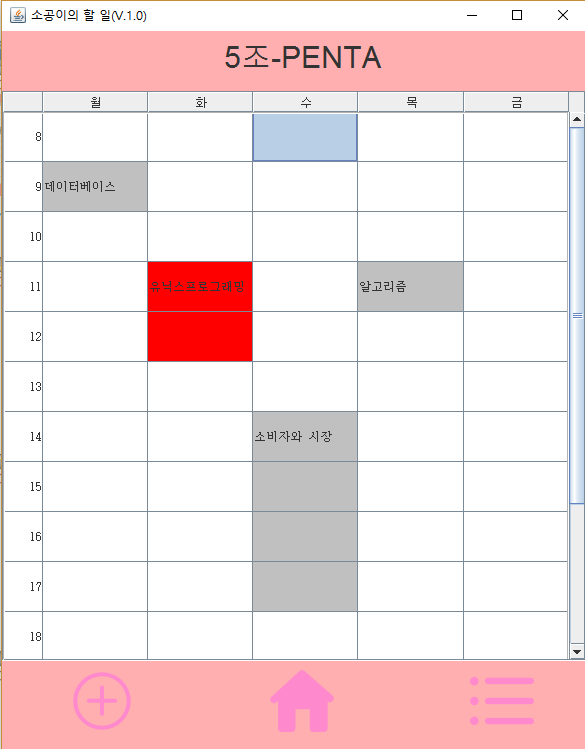 소공이의 할 일(V.1.0)
5조-PENTA
월 화 수 목 금
8
9 데이터베이스
10
11 유닉스프로그래밍 알고리즘
12
13
14 소비자와 시장
15
16
17
18